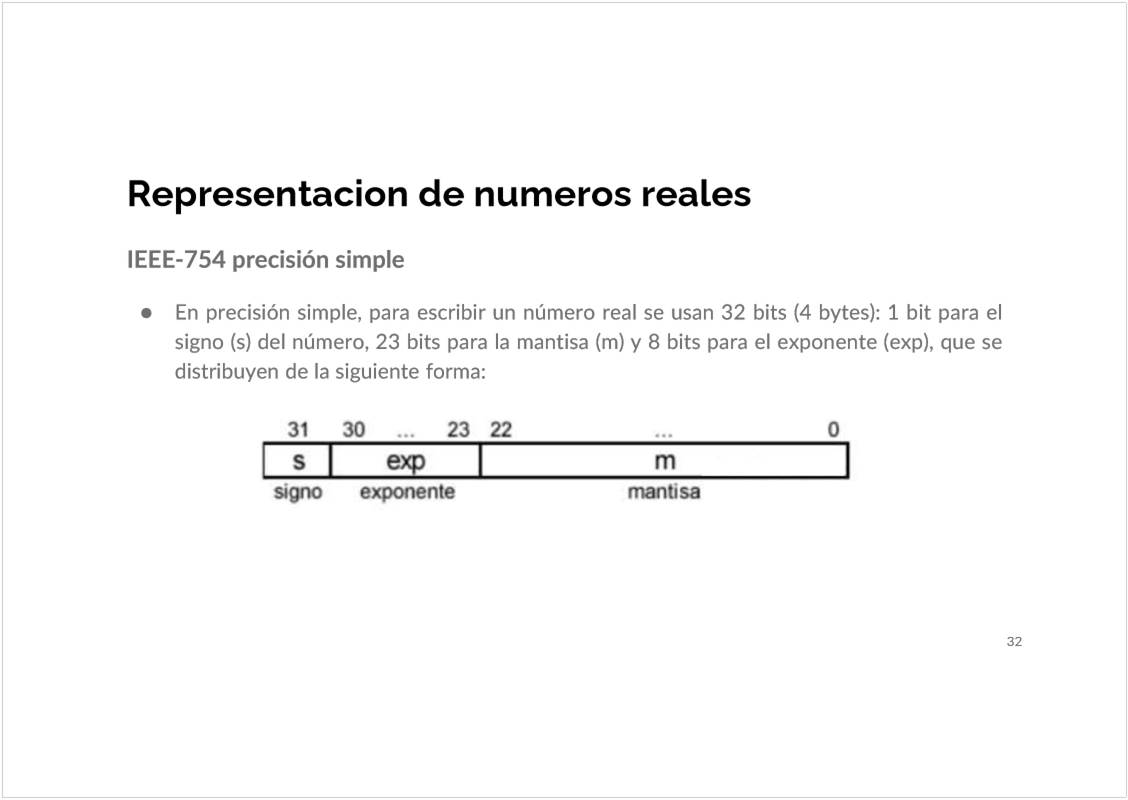 Representacion de numeros reales
IEEE-754 precisión simple
● En precisión simple, para escribir un número real se usan 32 bits (4 bytes): 1 bit para el
signo (s) del número, 23 bits para la mantisa (m) y 8 bits para el exponente (exp), que se
distribuyen de la siguiente forma:
31 30 ... 23 22 ... 0
s exp m
signo exponente mantisa
32